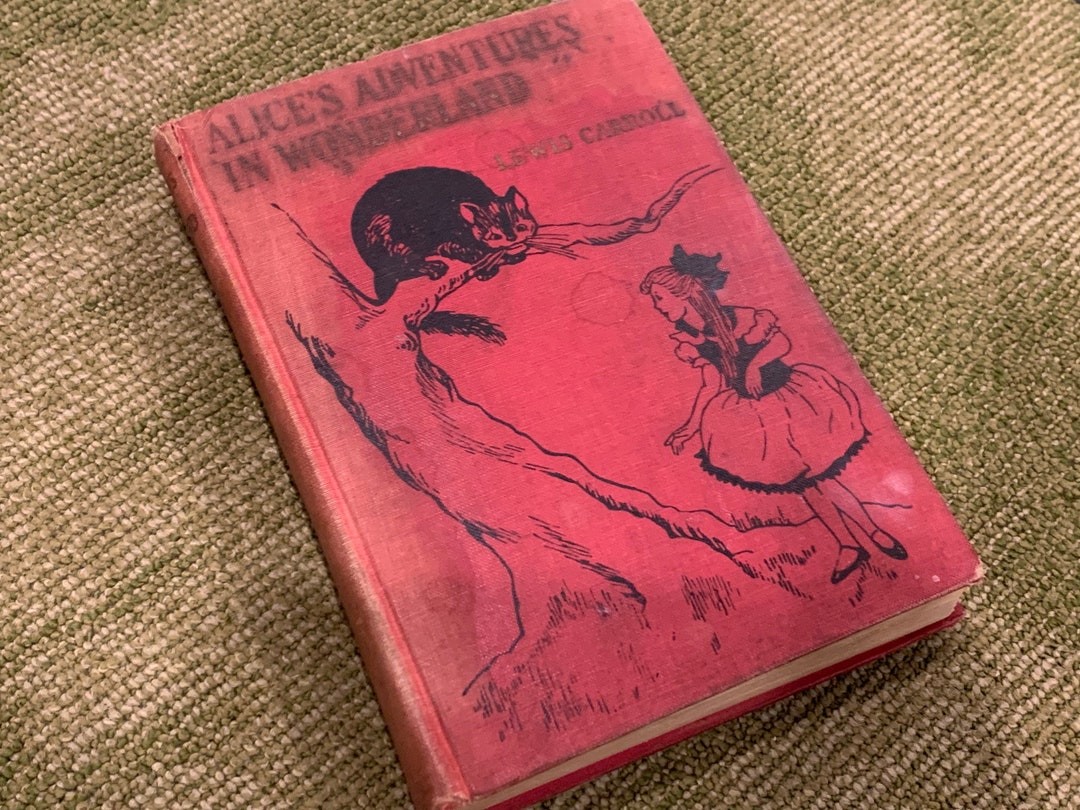 ALICE'S ADVENTURES
IN WONDERLAND
LEWIS CARROLL